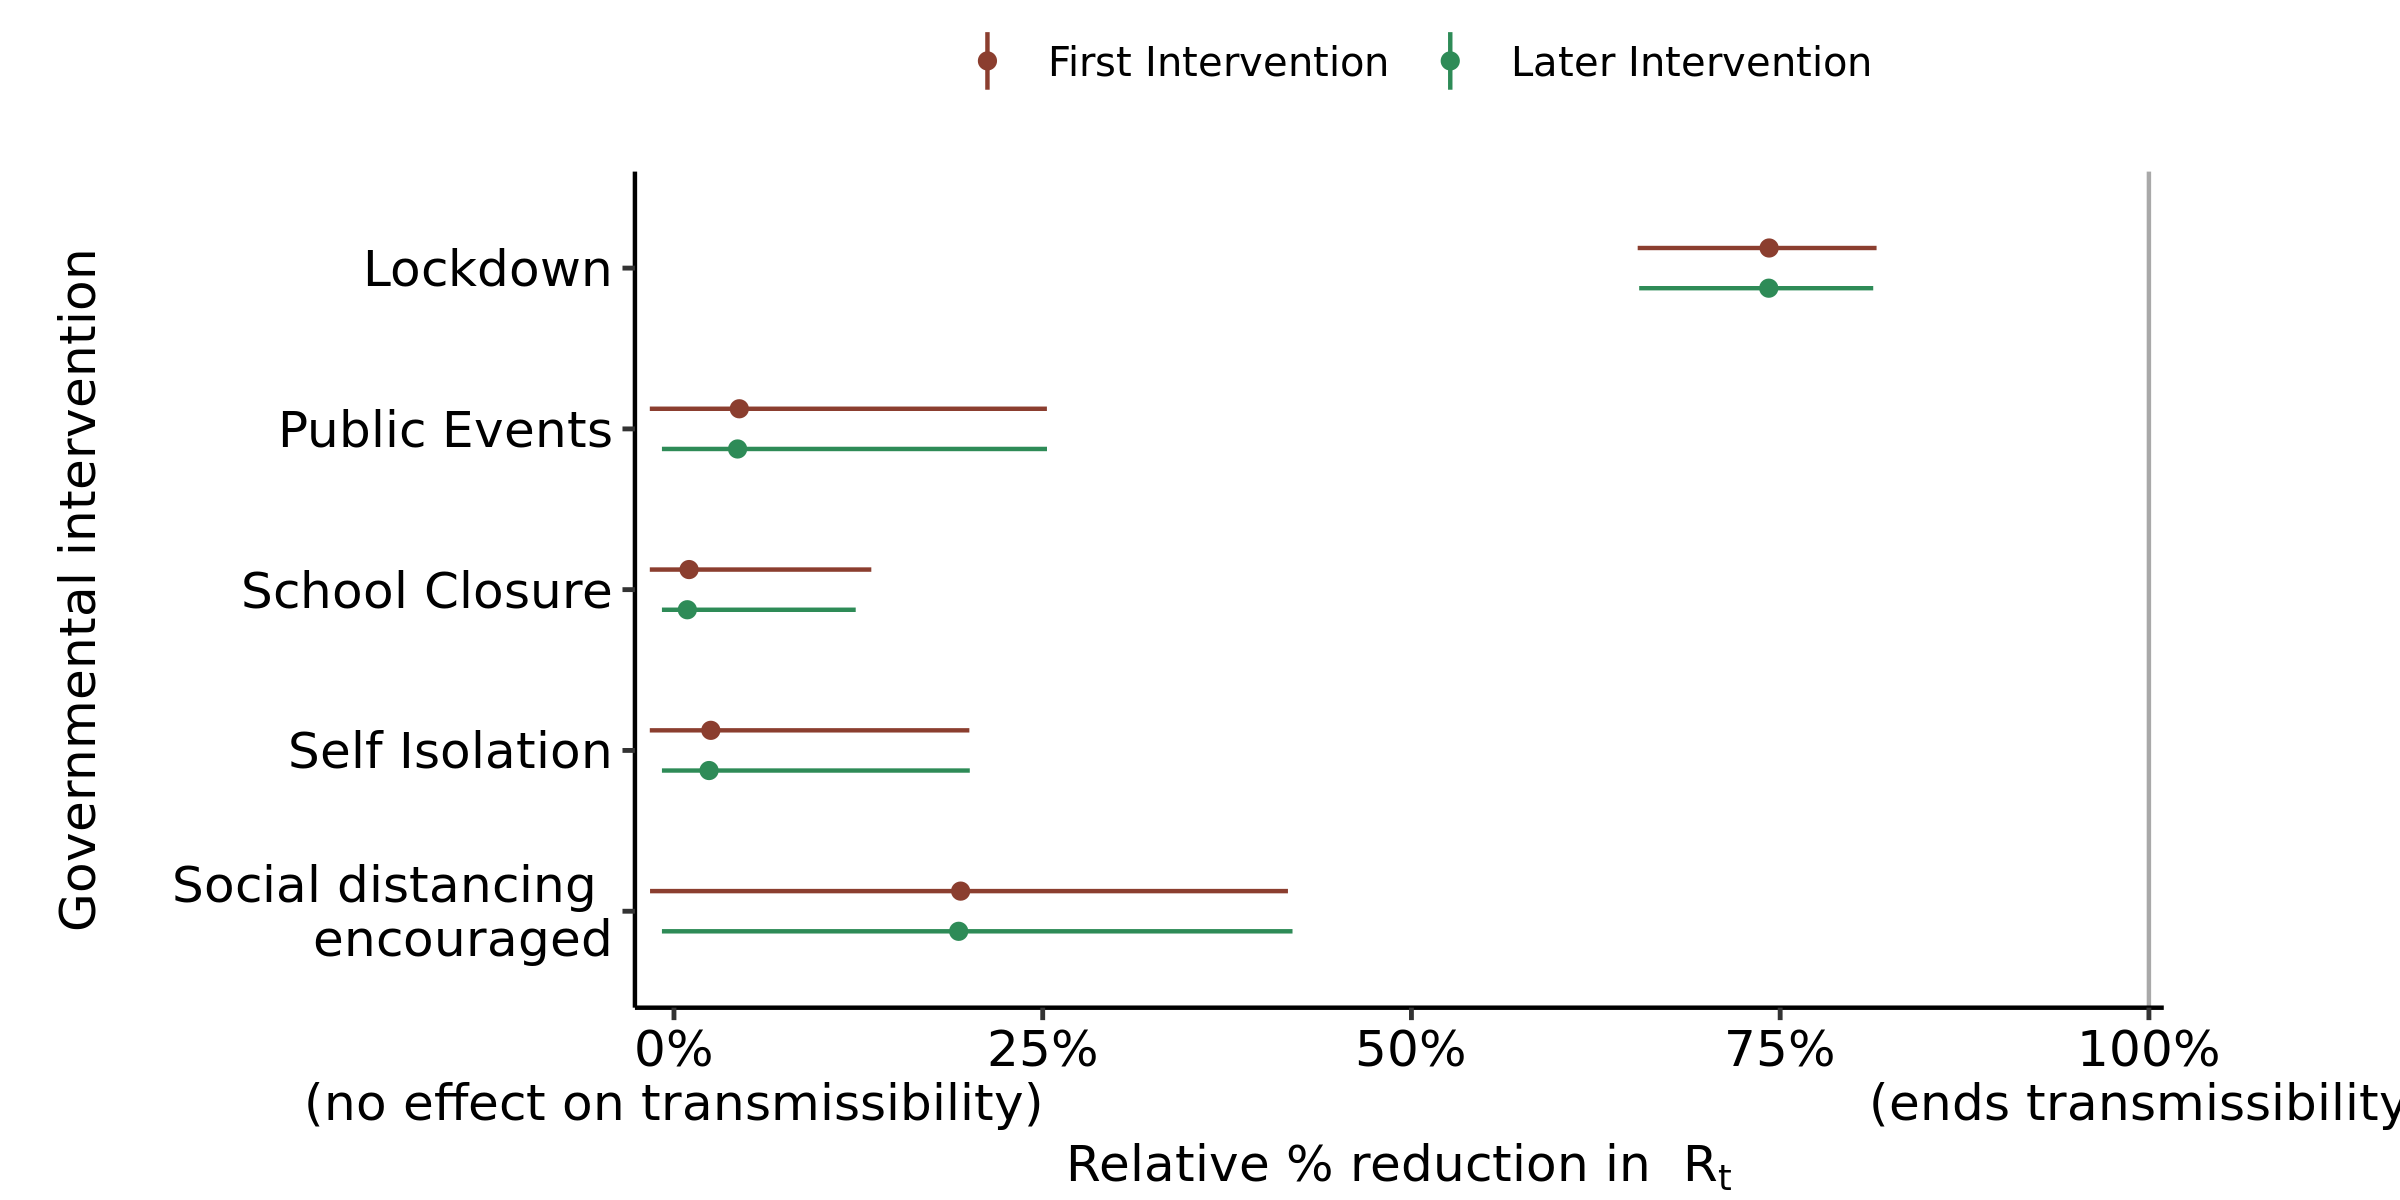 First Intervention
Later Intervention
Governmental intervention
Lockdown
Public Events
School Closure
Self Isolation
Social distancing
encouraged
0%
(no effect on transmissibility)
25%
50%
75%
100%
(ends transmissibility
Relative % reduction in Rt